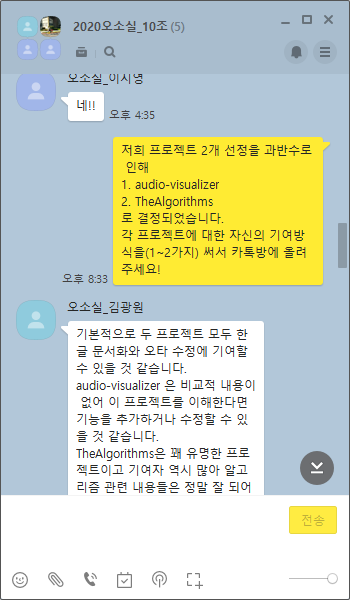 2020오소실_10조 (5)
오소실_이시영
네!!
오후 4:35
저희 프로젝트 2개 선정을 과반수로
인해
1. audio-visualizer
2. TheAlgorithms
로 결정되었습니다.
각 프로젝트에 대한 자신의 기여방
식을(1~2가지) 써서 카톡방에 올려
주세요!
오후 8:33
오소실_김광원
기본적으로 두 프로젝트 모두 한
글 문서화와 오타 수정에 기여할
수 있을 것 같습니다.
audio-visualizer 은 비교적 내용이
없어 이 프로젝트를 이해한다면
기능을 추가하거나 수정할 수 있
을 것 같습니다.
TheAlgorithms은 꽤 유명한 프로
젝트이고 기여자 역시 많아 알고
리즘 관련 내용들은 정말 잘 되어
전송